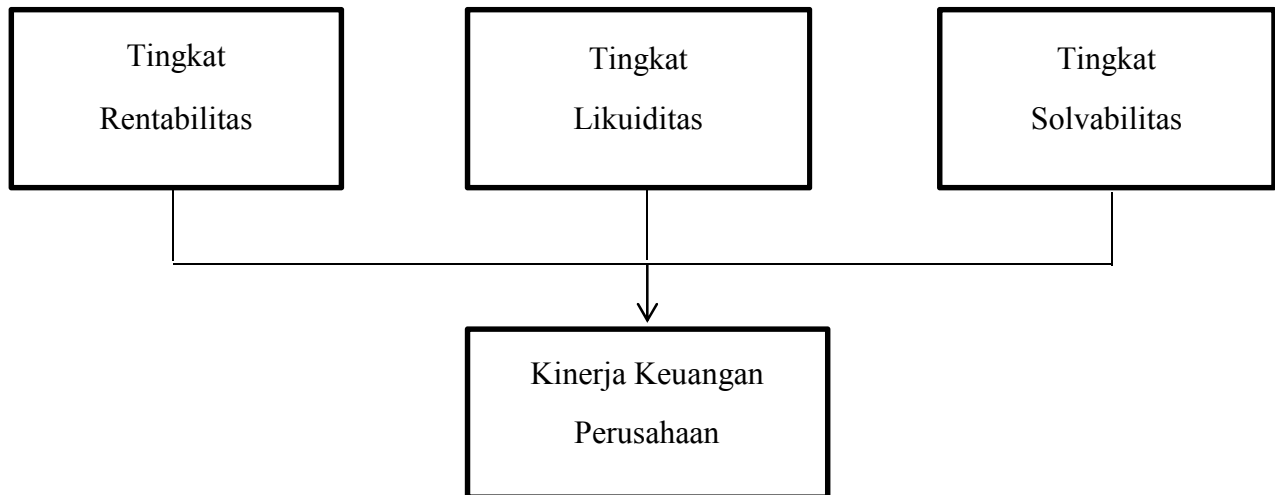 Tingkat
Rentabilitas
Tingkat
Likuiditas
Tingkat
Solvabilitas
Kinerja Keuangan
Perusahaan